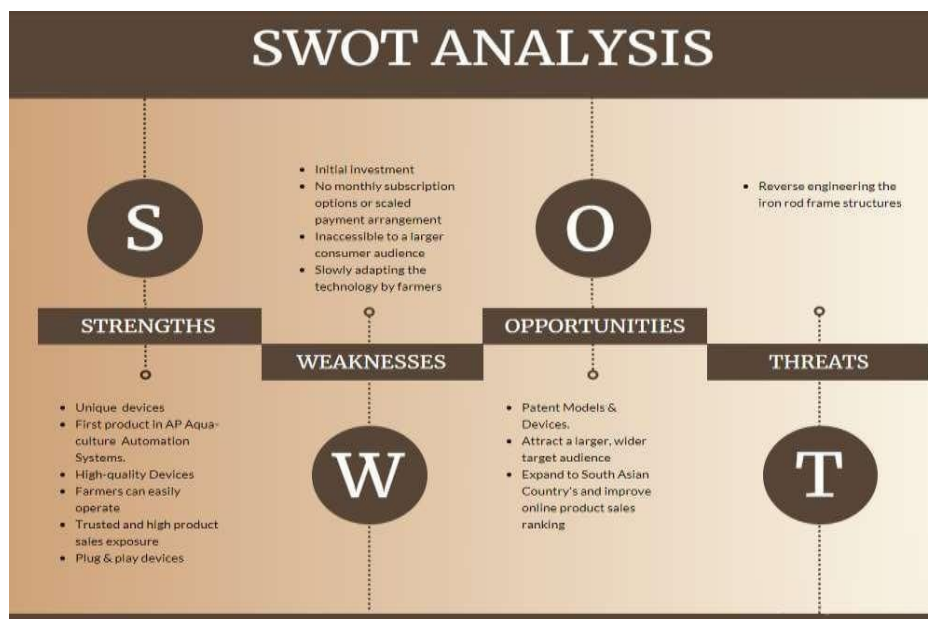 SWOT ANALYSIS
S
STRENGTHS
• Unique devices
• First product in AP Aqua-
culture Automation
Systems.
• High-quality Devices
• Farmers can easily
operate
• Trusted and high product
sales exposure
• Plug & play devices
• Initial investment
• No monthly subscription
options or scaled
payment arrangement
• Inaccessible to a larger
consumer audience
• Slowly adapting the
technology by farmers
WEAKNESSES
W
O
OPPORTUNITIES
• Patent Models &
Devices.
• Attract a larger, wider
target audience
• Expand to South Asian
Country's and improve
online product sales
ranking
• Reverse engineering the
iron rod frame structures
THREATS
T